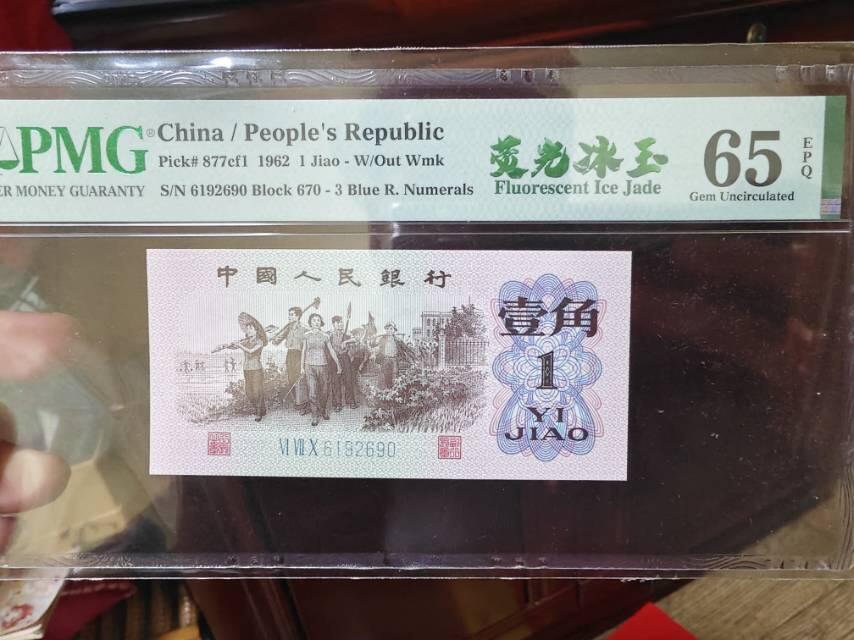 PMG® China / People's Republic
Pick# 877cf1 1962 1 Jiao - W/Out Wmk
ER MONEY GUARANTY
S/N 6192690 Block 670 - 3 Blue R. Numerals
荧光冰玉
Fluorescent Ice Jade
65
EPQ
Gem Uncirculated
中國人民銀行
壹角
1
YI
JIAO
VI VII X 6192690